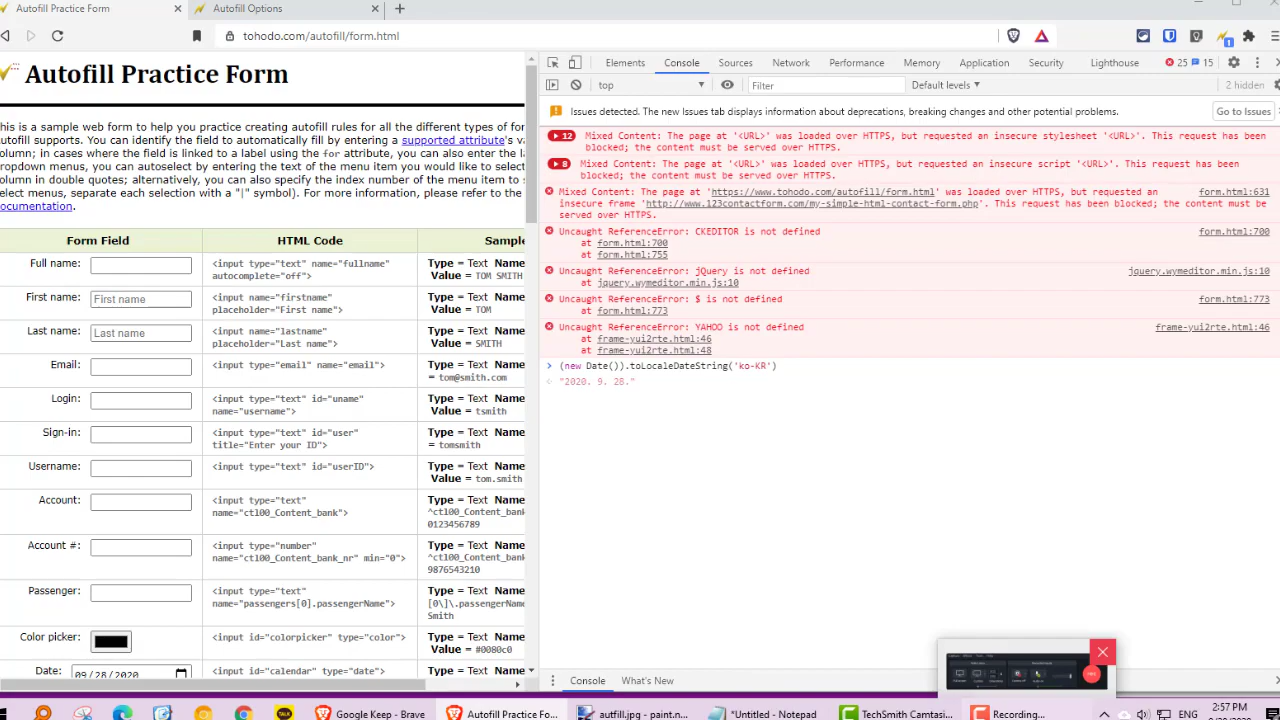 Autofill Practice Form
Autofill Options
tohodo.com/autofill/form.html
1
Elements Console Sources Network Performance Memory Application Security Lighthouse 25 15
top Filter Default levels 2 hidden
Issues detected. The new Issues tab displays information about deprecations, breaking changes and other potential problems. Go to Issues
12 Mixed Content: The page at '<URL>' was loaded over HTTPS, but requested an insecure stylesheet '<URL>'. This request has been
blocked; the content must be served over HTTPS.
8 Mixed Content: The page at '<URL>' was loaded over HTTPS, but requested an insecure script '<URL>'. This request has been
blocked; the content must be served over HTTPS.
Mixed Content: The page at 'https://www.tohodo.com/autofill/form.html' was loaded over HTTPS, but requested an form.html:631
insecure frame 'http://www.123contactform.com/my-simple-html-contact-form.php'. This request has been blocked; the content must be
served over HTTPS.
Uncaught ReferenceError: CKEDITOR is not defined form.html:700
at form.html:700
at form.html:755
Uncaught ReferenceError: jQuery is not defined jquery.wymeditor.min.js:10
at jquery.wymeditor.min.js:10
Uncaught ReferenceError: $ is not defined form.html:773
at form.html:773
Uncaught ReferenceError: YAHOO is not defined frame-yui2rte.html:46
at frame-yui2rte.html:46
at frame-yui2rte.html:48
(new Date()).toLocaleDateString('ko-KR')
"2020. 9. 28."
Autofill Practice Form
his is a sample web form to help you practice creating autofill rules for all the different types of for
utofill supports. You can identify the field to automatically fill by entering a supported attribute's v
olumn; in cases where the field is linked to a label using the for attribute, you can also enter the l
ropdown menus, you can autoselect by entering the text of the menu item you would like to select
olumn in double quotes; alternatively, you can also specify the index number of the menu item to s
elect menus, separate each selection with a "|" symbol). For more information, please refer to the
ocumentation.
Form Field HTML Code Sample
Full name: <input type="text" name="fullname"
autocomplete="off"> Type = Text Name
Value = TOM SMITH
First name: First name <input name="firstname"
placeholder="First name"> Type = Text Name
Value = TOM
Last name: Last name <input name="lastname"
placeholder="Last name"> Type = Text Name
Value = SMITH
Email: <input type="email" name="email"> Type = Text Name
= tom@smith.com
Login: <input type="text" id="uname"
name="username"> Type = Text Name
Value = tsmith
Sign-in: <input type="text" id="user"
title="Enter your ID"> Type = Text Name
= tomsmith
Username: <input type="text" id="userID"> Type = Text Name
Value = tom.smith
Account: <input type="text"
name="ctl00_Content_bank"> Type = Text Name
^ctl00_Content_bank
0123456789
Account #: <input type="number"
name="ctl00_Content_bank_nr" min="0"> Type = Text Name
^ctl00_Content_bank
9876543210
Passenger: <input type="text"
name="passengers[0].passengerName"> Type = Text Name
[0\]\.passengerName
Smith
Color picker: <input id="colorpicker" type="color"> Type = Text Name
Value = #0080c0
Date: 09/28/2020 <input id="calendar" type="date"> Type = Text Name
Console What's New
Google Keep - Brave
Autofill Practice Fo...
autfill.jpg - paint.n...
*Untitled - Notepad
TechSmith Camtasi...
Recording...
2:57 PM